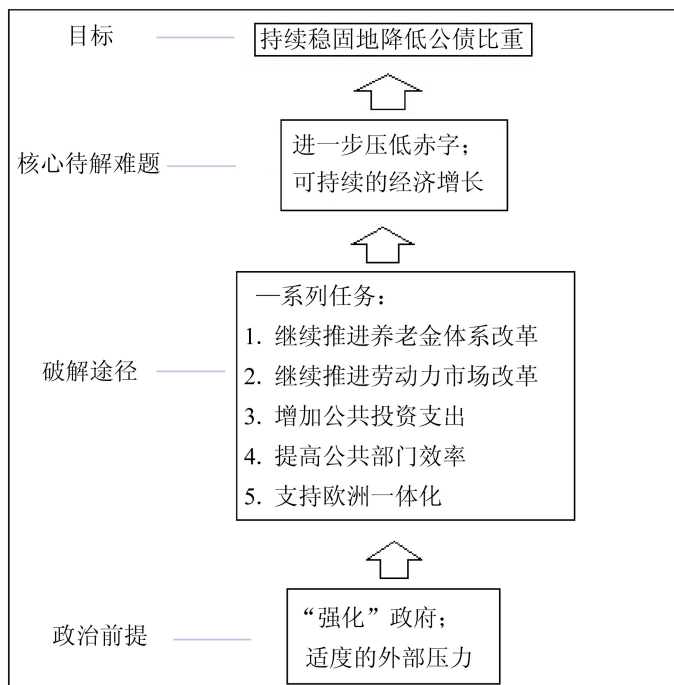 目标
持续稳固地降低公债比重
核心待解难题
进一步压低赤字；
可持续的经济增长
破解途径
一系列任务：
1. 继续推进养老金体系改革
2. 继续推进劳动力市场改革
3. 增加公共投资支出
4. 提高公共部门效率
5. 支持欧洲一体化
政治前提
“强化”政府；
适度的外部压力